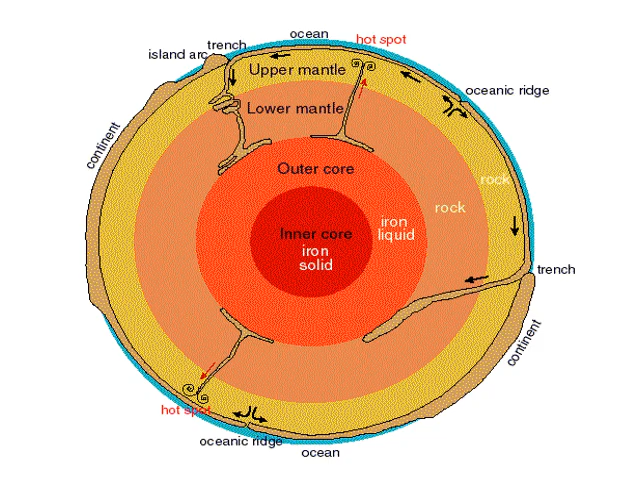 ocean
hot spot
trench
island arc
Upper mantle
oceanic ridge
Lower mantle
continent
Outer core
rock
rock
iron
liquid
Inner core
iron
solid
trench
continent
hot spot
oceanic ridge
ocean